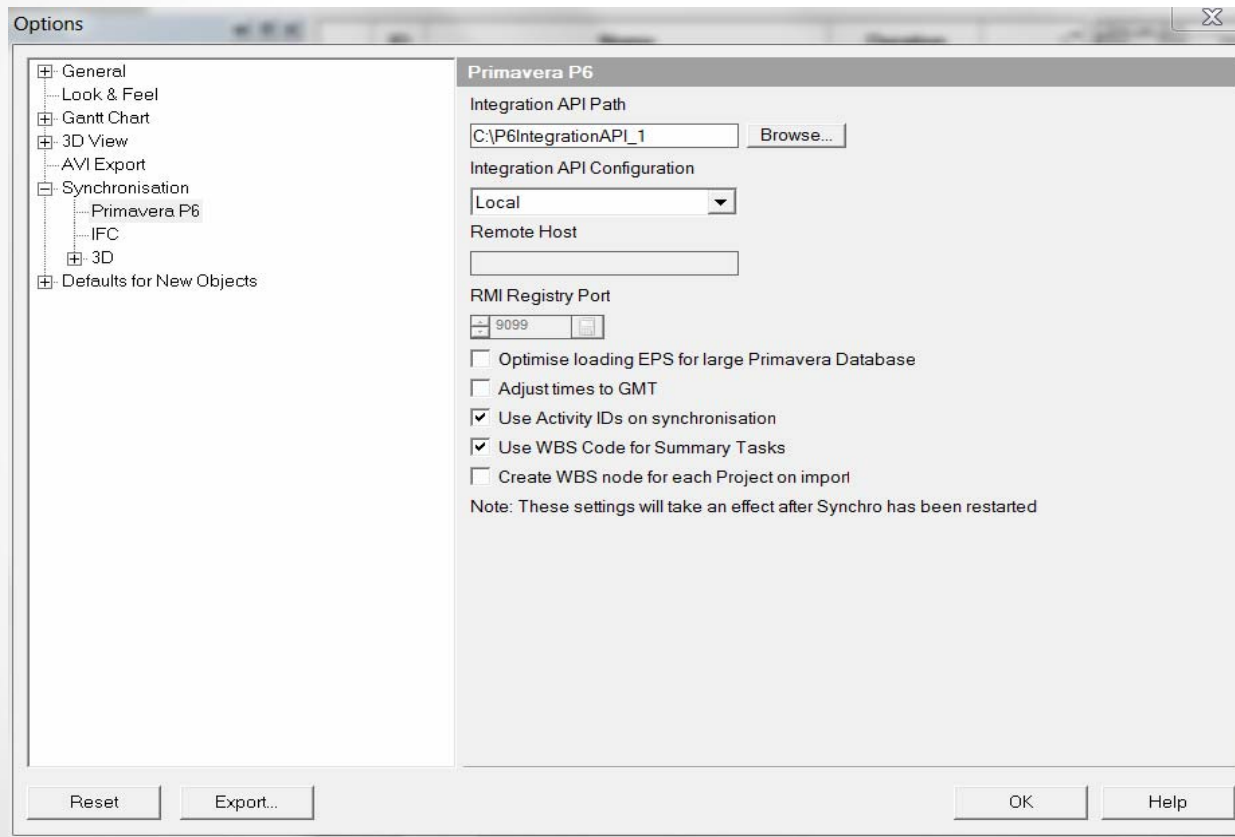 Options
General
Look & Feel
Gantt Chart
3D View
AVI Export
Synchronisation
Primavera P6
IFC
3D
Defaults for New Objects
Primavera P6
Integration API Path
C:\P6IntegrationAPI_1
Browse...
Integration API Configuration
Local
Remote Host
RMI Registry Port
9099
Optimise loading EPS for large Primavera Database
Adjust times to GMT
Use Activity IDs on synchronisation
Use WBS Code for Summary Tasks
Create WBS node for each Project on import
Note: These settings will take an effect after Synchro has been restarted
Reset
Export...
OK
Help